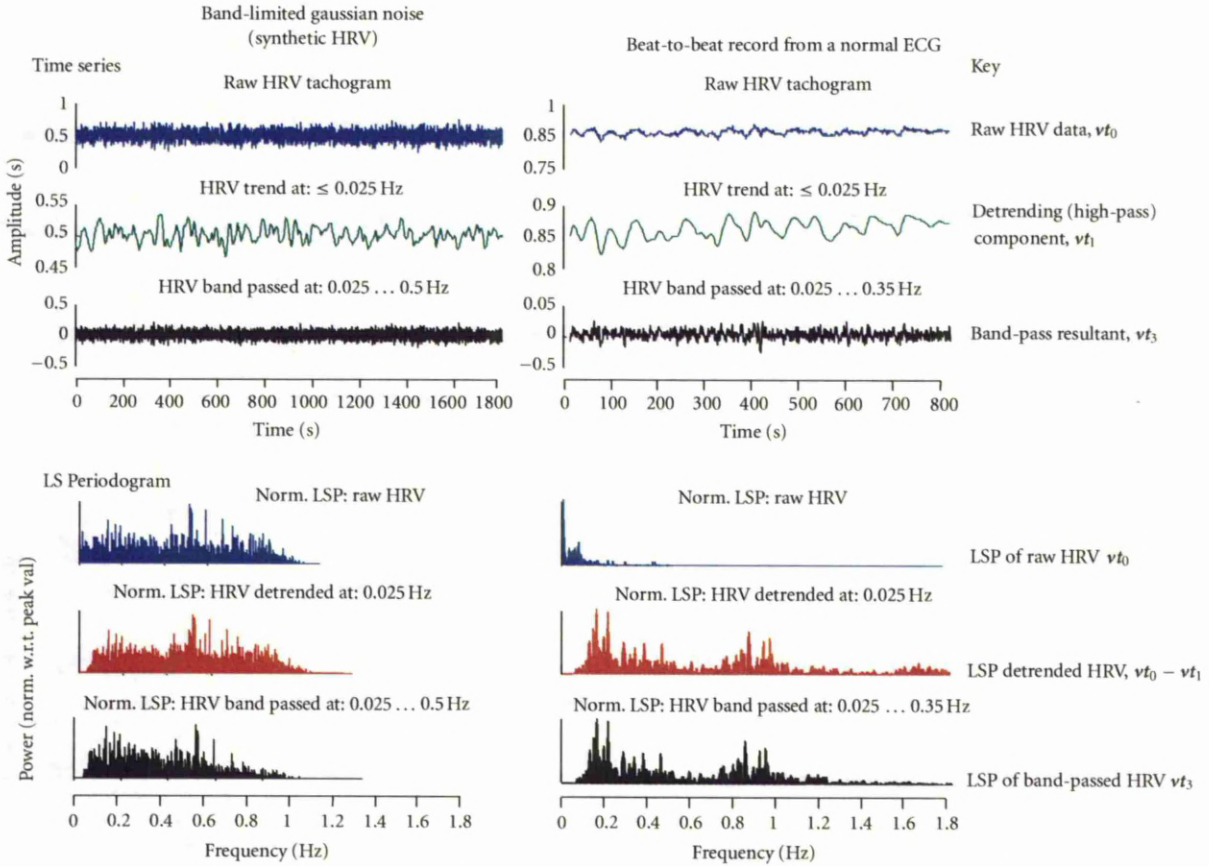 Band-limited gaussian noise
(synthetic HRV)
Beat-to-beat record from a normal ECG
Time series
Key
Raw HRV tachogram
Raw HRV tachogram
1
0.5
0
1
0.85
0.75
Raw HRV data, vt0
HRV trend at: ≤ 0.025 Hz
HRV trend at: ≤ 0.025 Hz
Amplitude (s)
0.55
0.5
0.45
0.9
0.85
0.8
Detrending (high-pass)
component, vt1
HRV band passed at: 0.025 … 0.5 Hz
HRV band passed at: 0.025 … 0.35 Hz
0.5
0
−0.5
0.05
0
−0.5
Band-pass resultant, vt3
0 200 400 600 800 1000 1200 1400 1600 1800
Time (s)
0 100 200 300 400 500 600 700 800
Time (s)
LS Periodogram
Norm. LSP: raw HRV
Norm. LSP: raw HRV
LSP of raw HRV vt0
Power (norm. w.r.t. peak val)
Norm. LSP: HRV detrended at: 0.025 Hz
Norm. LSP: HRV detrended at: 0.025 Hz
LSP detrended HRV, vt0 − vt1
Norm. LSP: HRV band passed at: 0.025 … 0.5 Hz
Norm. LSP: HRV band passed at: 0.025 … 0.35 Hz
LSP of band-passed HRV vt3
0 0.2 0.4 0.6 0.8 1 1.2 1.4 1.6 1.8
Frequency (Hz)
0 0.2 0.4 0.6 0.8 1 1.2 1.4 1.6 1.8
Frequency (Hz)